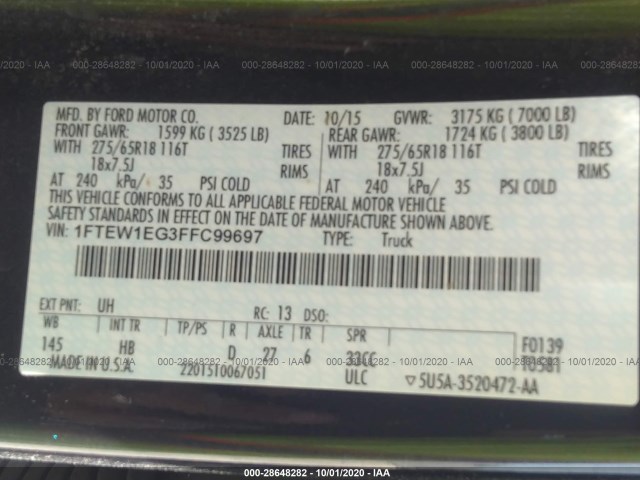 000-28648282 - 10/01/2020 - IAA
MFD. BY FORD MOTOR CO. DATE: 10/15 GVWR: 3175 KG ( 7000 LB)
FRONT GAWR: 1599 KG ( 3525 LB) REAR GAWR: 1724 KG ( 3800 LB)
WITH 275/65R18 116T TIRES WITH 275/65R18 116T TIRES
18x7.5J RIMS 18x7.5J RIMS
AT 240 kPa/ 35 PSI COLD AT 240 kPa/ 35 PSI COLD
THIS VEHICLE CONFORMS TO ALL APPLICABLE FEDERAL MOTOR VEHICLE
SAFETY STANDARDS IN EFFECT ON THE DATE OF MANUFACTURE SHOWN ABOVE.
VIN: 1FTEW1EG3FFC99697 TYPE: Truck
EXT PNT: UH RC: 13 DSO:
WB INT TR TP/PS R AXLE TR SPR
145 HB D 27 6 33CC F0139
MADE IN U.S.A. 2201510067051 ULC 10581
▽5U5A-3520472-AA
000-28648282 - 10/01/2020 - IAA